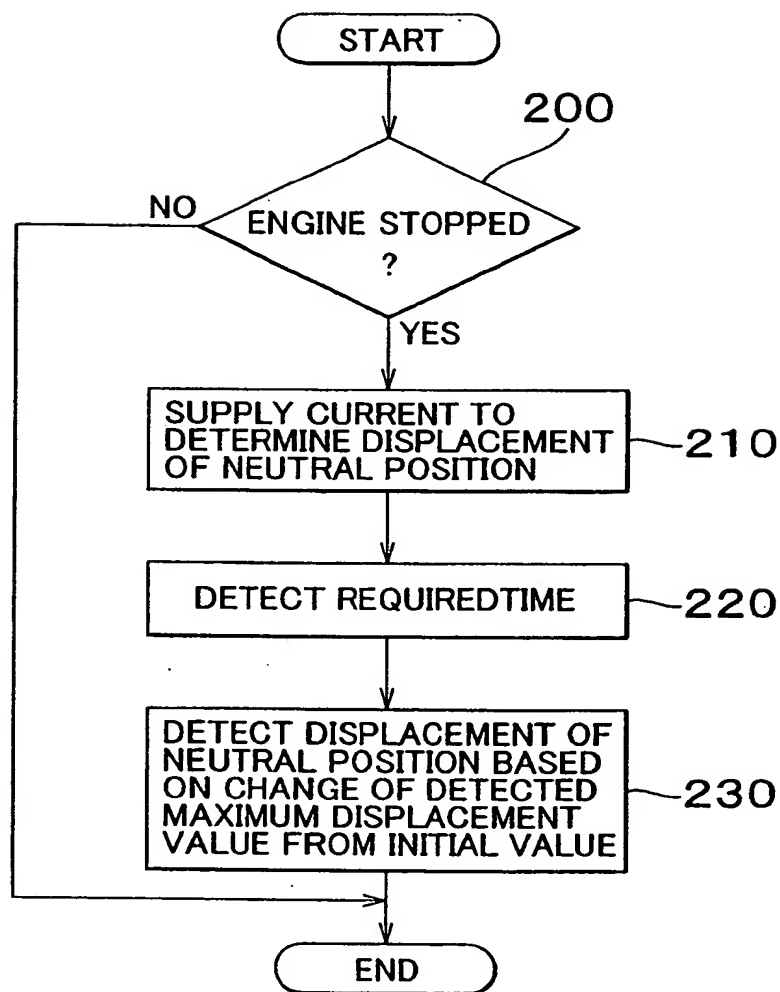 START
200
NO
ENGINE STOPPED
?
YES
SUPPLY CURRENT TO
DETERMINE DISPLACEMENT
OF NEUTRAL POSITION
210
DETECT REQUIREDTIME
220
DETECT DISPLACEMENT OF
NEUTRAL POSITION BASED
ON CHANGE OF DETECTED
MAXIMUM DISPLACEMENT
VALUE FROM INITIAL VALUE
230
END